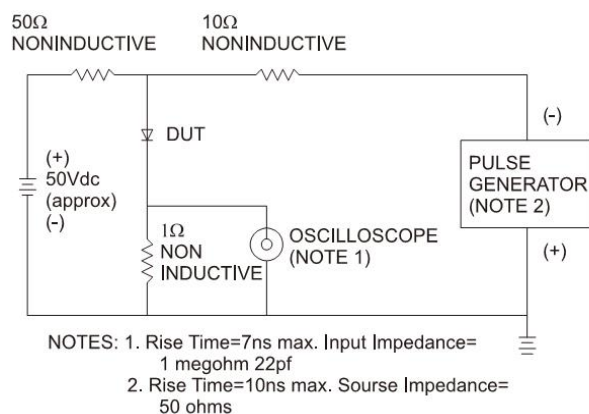 50Ω
NONINDUCTIVE
10Ω
NONINDUCTIVE
(-)
DUT
(+)
50Vdc
(approx)
(-)
PULSE
GENERATOR
(NOTE 2)
1Ω
NON
INDUCTIVE
OSCILLOSCOPE
(NOTE 1)
(+)
NOTES: 1. Rise Time=7ns max. Input Impedance=
1 megohm 22pf
2. Rise Time=10ns max. Sourse Impedance=
50 ohms